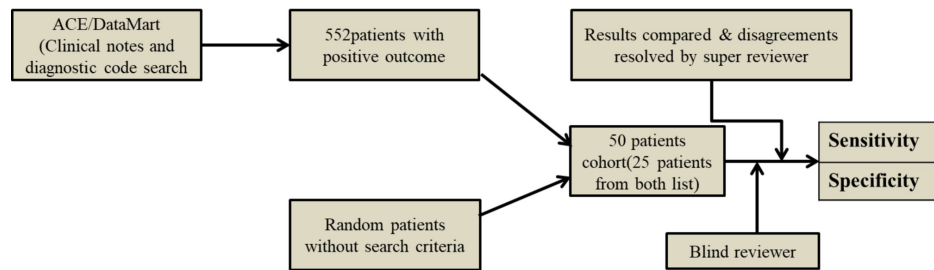 ACE/DataMart
(Clinical notes and
diagnostic code search
552patients with
positive outcome
Results compared & disagreements
resolved by super reviewer
50 patients
cohort(25 patients
from both list)
Sensitivity
Specificity
Random patients
without search criteria
Blind reviewer